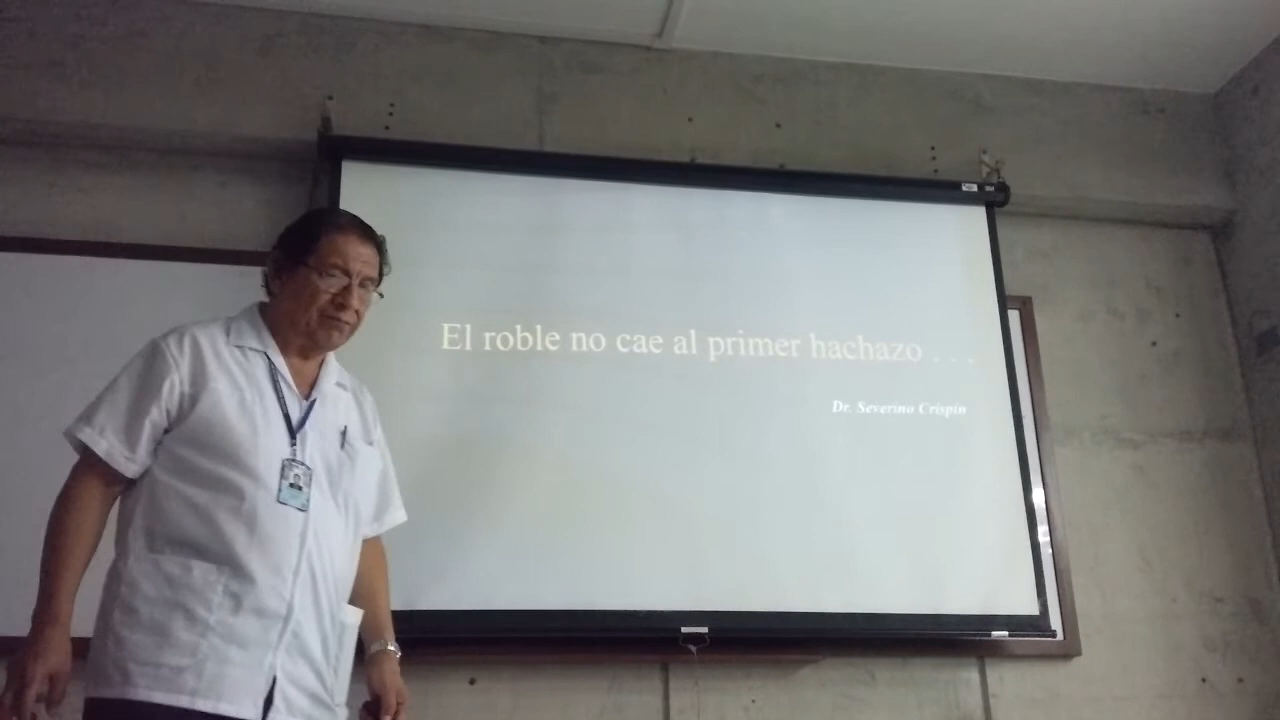 El roble no cae al primer hachazo . . .
Dr. Severino Crispín